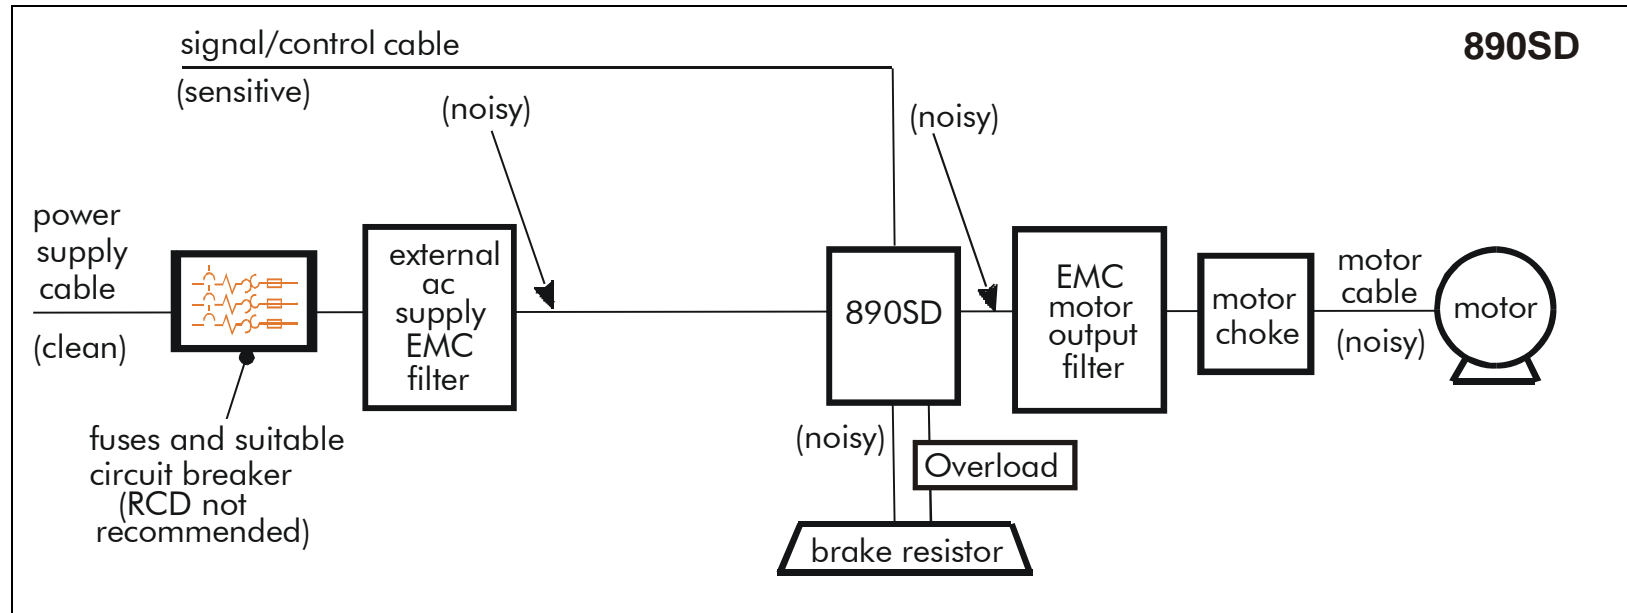 signal/control cable
890SD
(sensitive)
(noisy)
(noisy)
power
supply
cable
(clean)
external
ac
supply
EMC
filter
890SD
EMC
motor
output
filter
motor
choke
motor
cable
(noisy)
motor
fuses and suitable
circuit breaker
(RCD not
recommended)
(noisy)
Overload
brake resistor